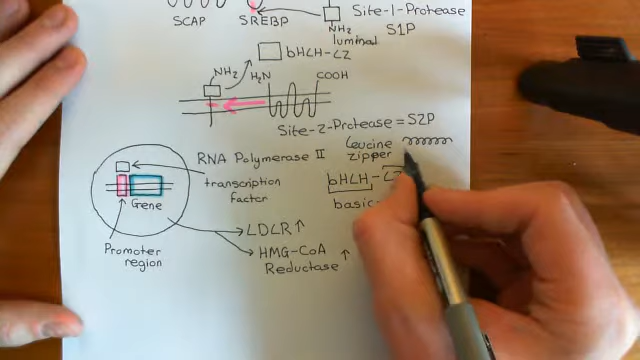 SCAP
SREBP
Site-1-Protease
S1P
NH2
luminal
bHLH-LZ
NH2
H2N
COOH
Site-2-Protease = S2P
Leucine
zipper
bHLH-LZ
basic
RNA Polymerase II
transcription
factor
Gene
Promoter
region
LDLR ↑
HMG-CoA ↑
Reductase